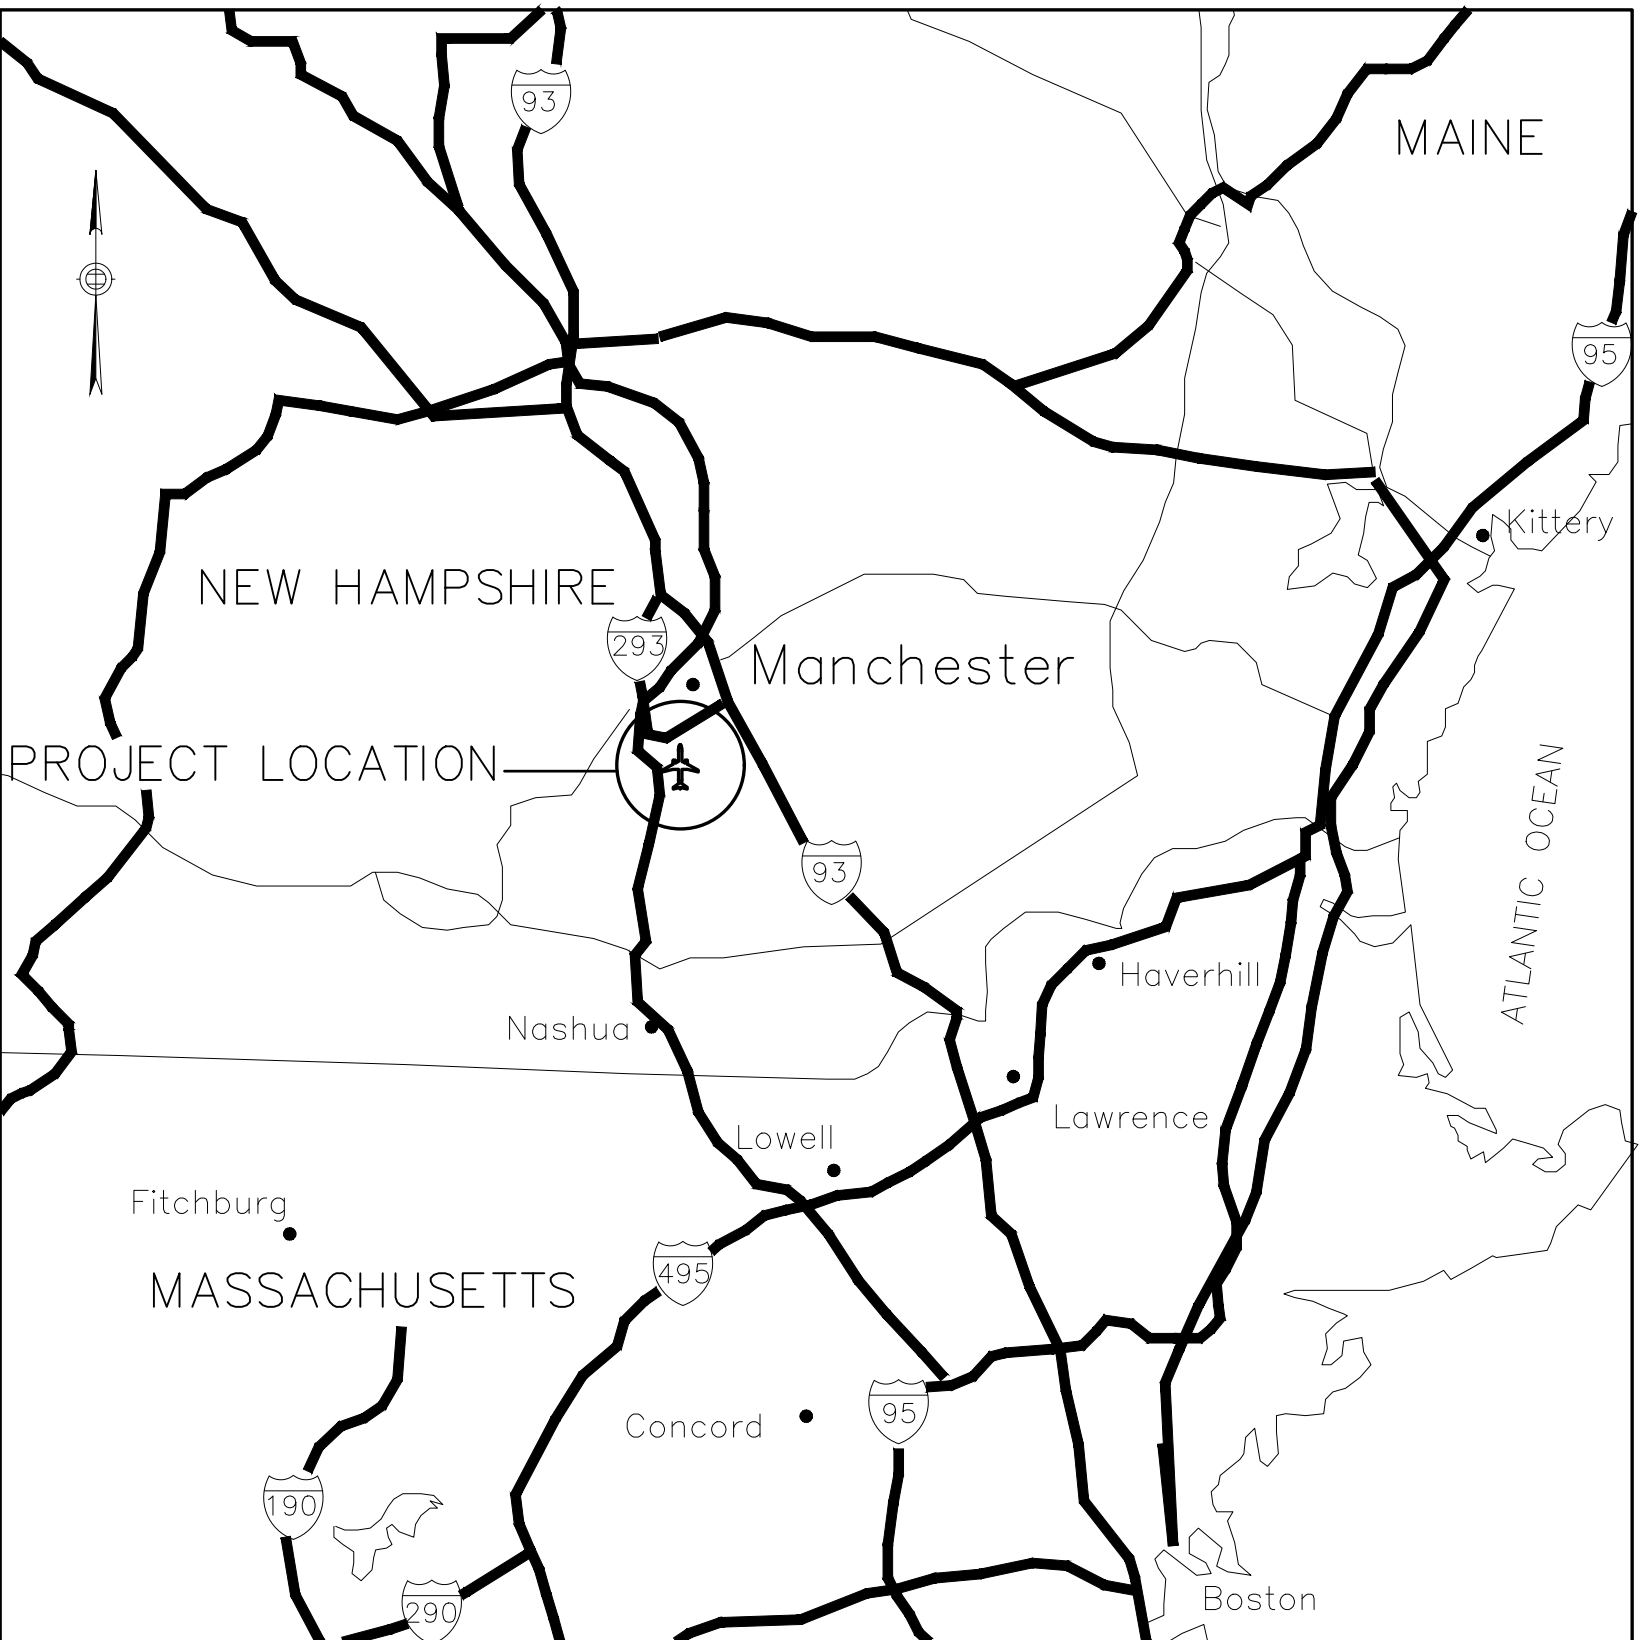 93
MAINE
95
Kittery
NEW HAMPSHIRE
293
Manchester
PROJECT LOCATION
ATLANTIC OCEAN
93
Haverhill
Nashua
Lawrence
Lowell
Fitchburg
495
MASSACHUSETTS
95
Concord
190
290
Boston